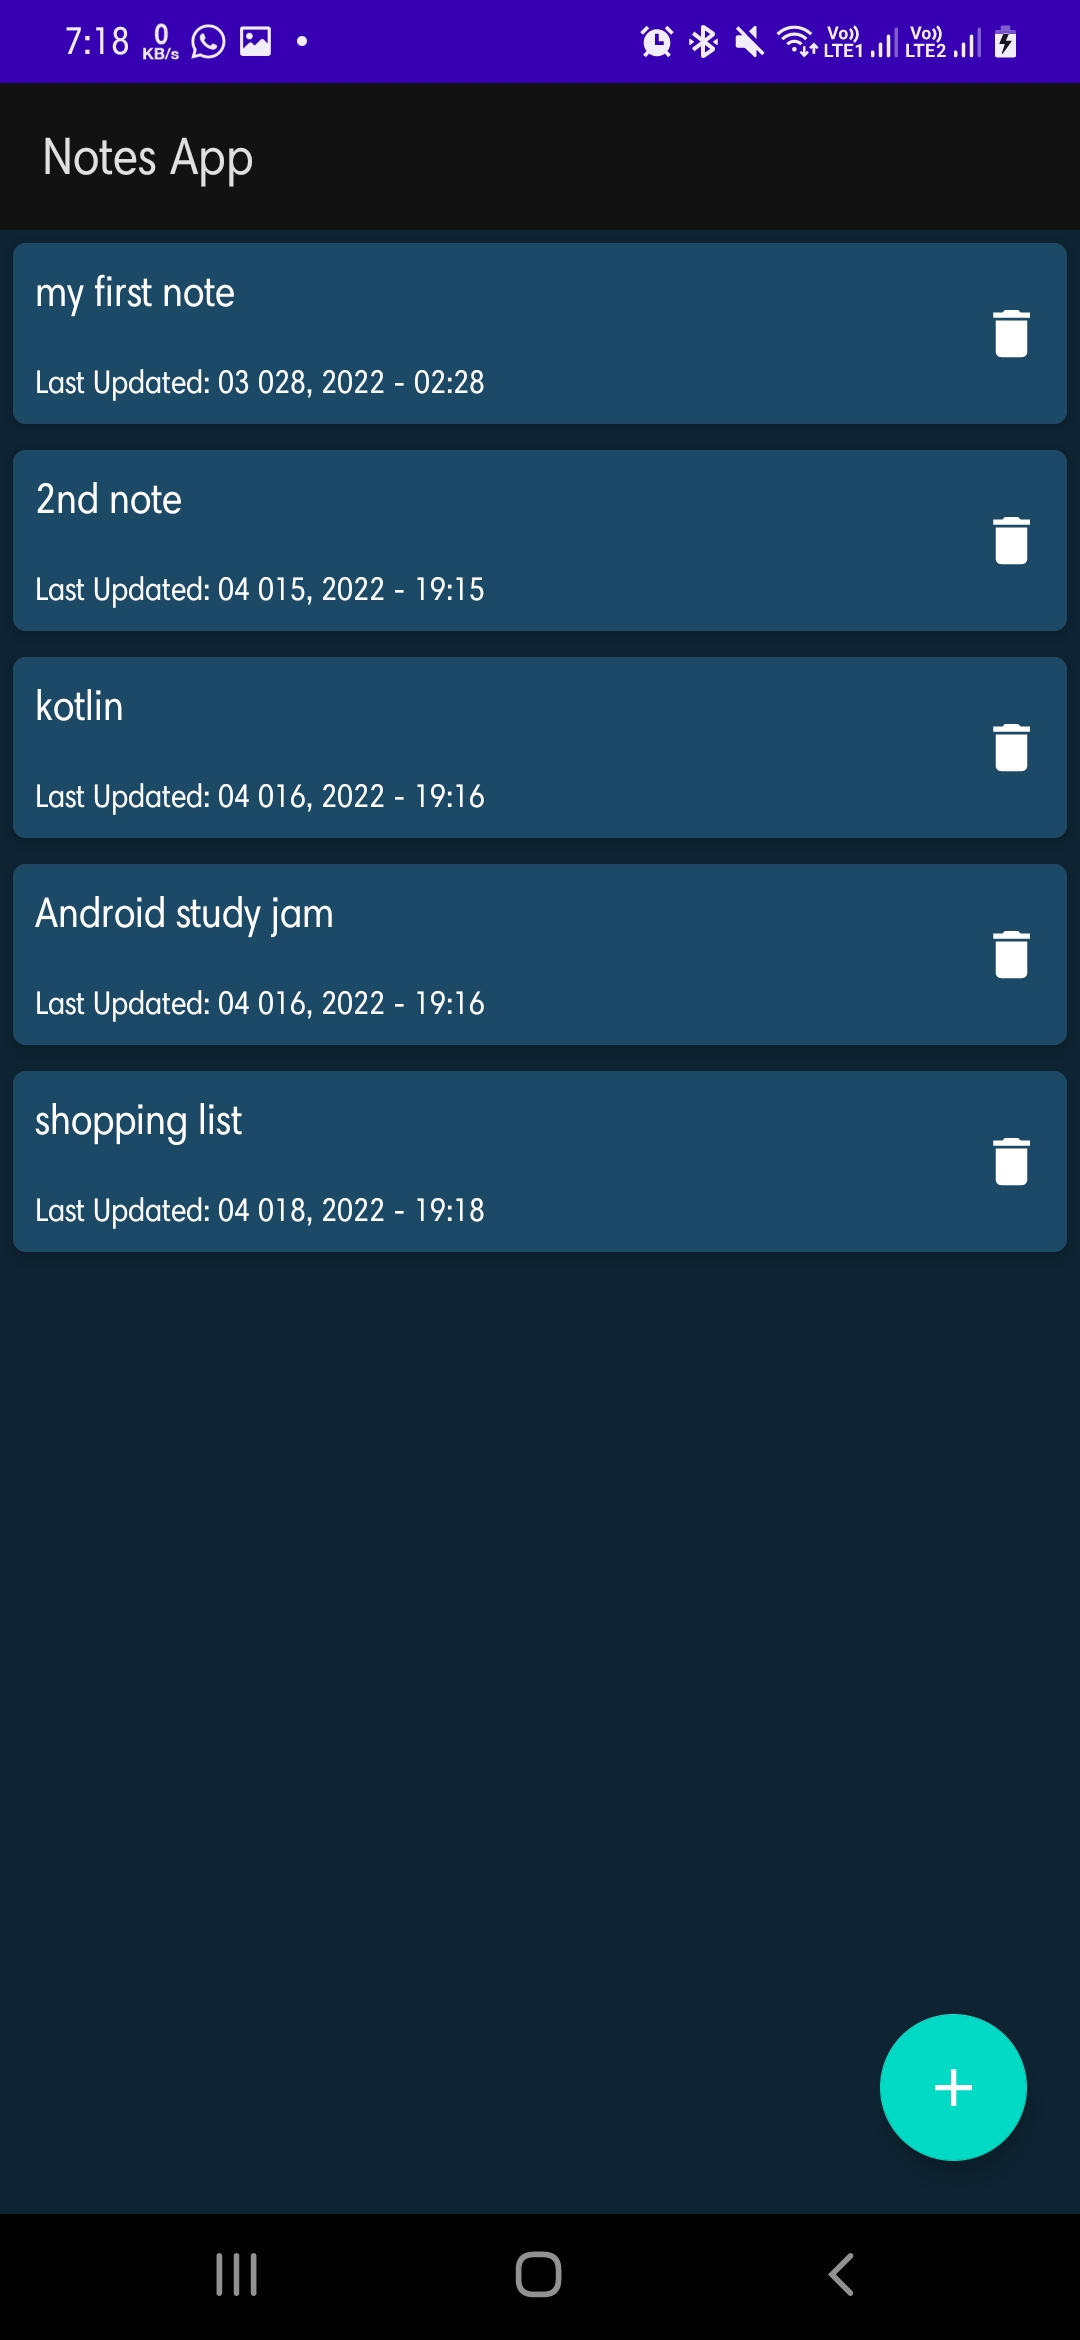 7:18 0 KB/s Vo)) LTE1 Vo)) LTE2
Notes App
my first note
Last Updated: 03 028, 2022 - 02:28
2nd note
Last Updated: 04 015, 2022 - 19:15
kotlin
Last Updated: 04 016, 2022 - 19:16
Android study jam
Last Updated: 04 016, 2022 - 19:16
shopping list
Last Updated: 04 018, 2022 - 19:18